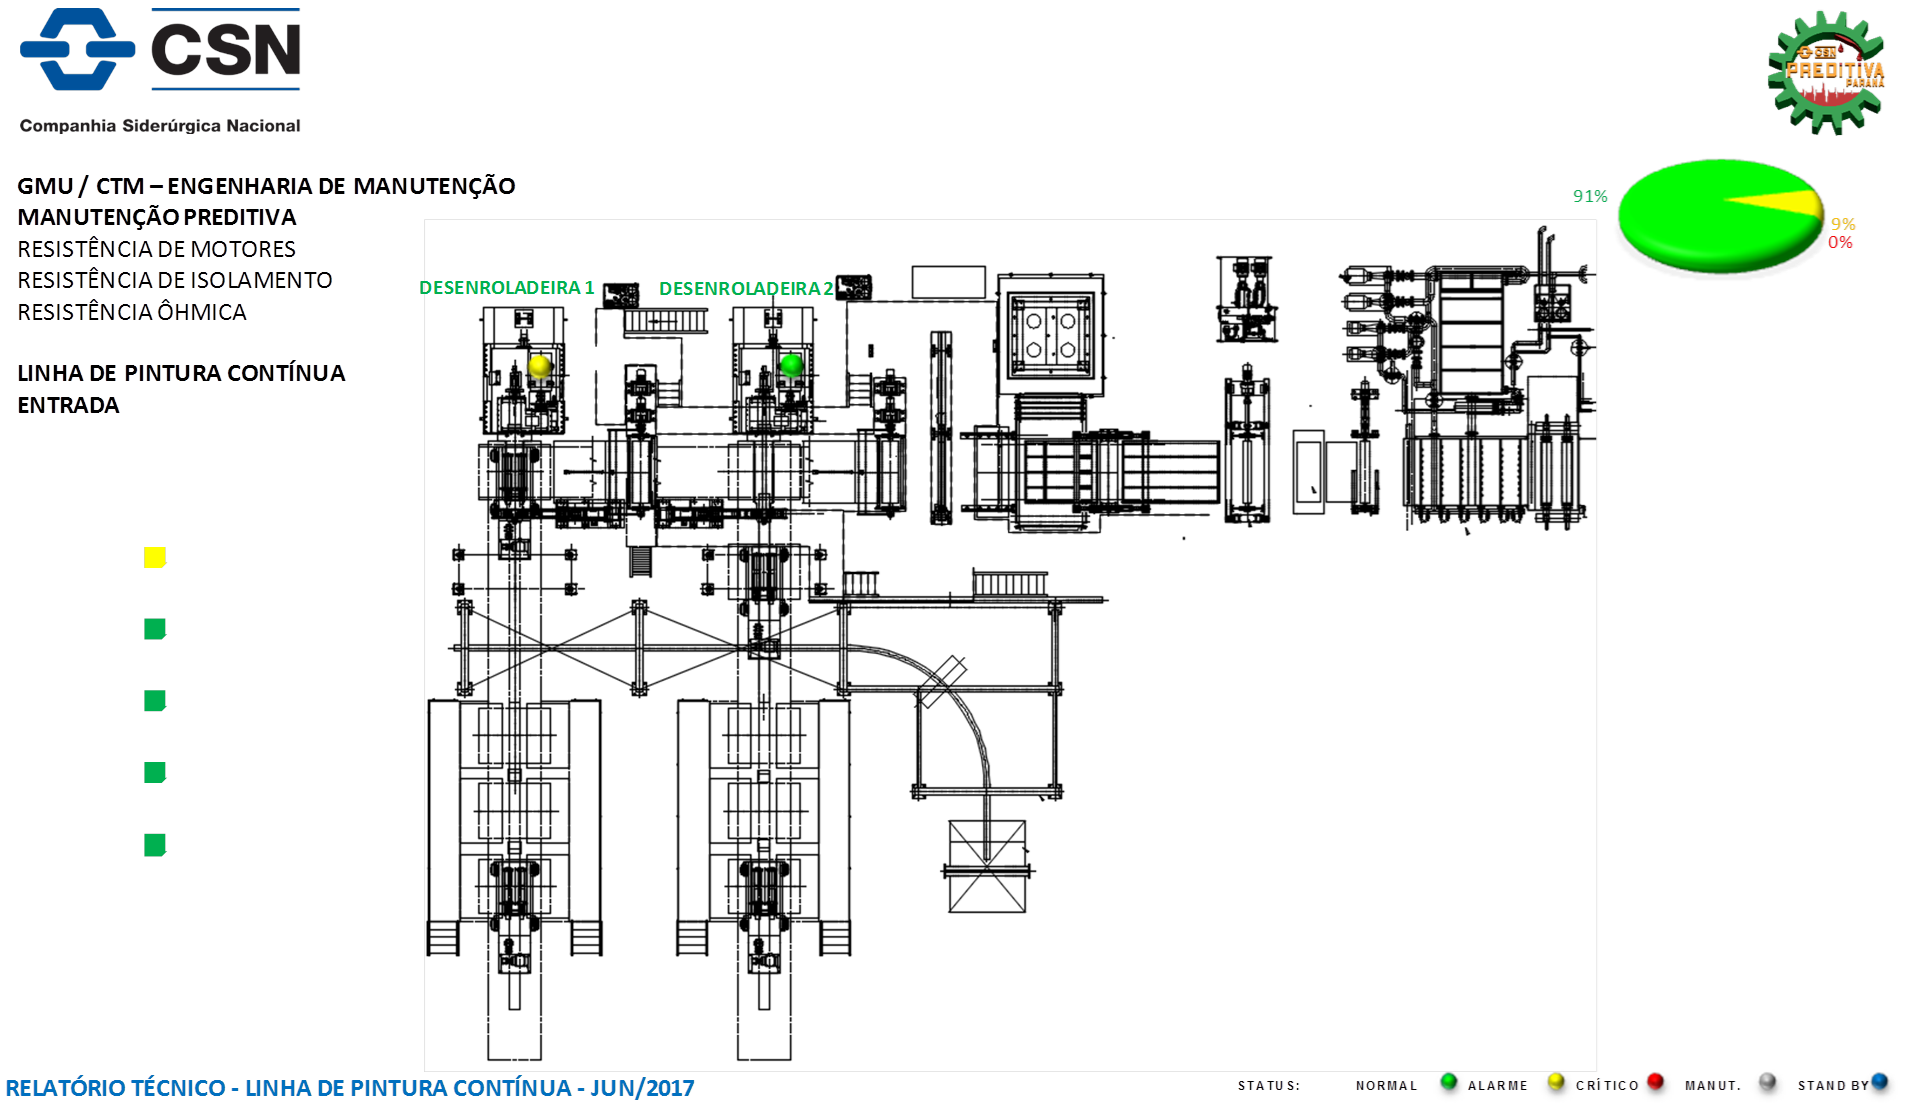 CSN
Companhia Siderúrgica Nacional
CSN
PREDITIVA
PARANÁ
GMU / CTM – ENGENHARIA DE MANUTENÇÃO
MANUTENÇÃO PREDITIVA
RESISTÊNCIA DE MOTORES
RESISTÊNCIA DE ISOLAMENTO
RESISTÊNCIA ÔHMICA
LINHA DE PINTURA CONTÍNUA
ENTRADA
91%
9%
0%
DESENROLADEIRA 1
DESENROLADEIRA 2
RELATÓRIO TÉCNICO - LINHA DE PINTURA CONTÍNUA - JUN/2017
STATUS: NORMAL ALARME CRÍTICO MANUT. STAND BY